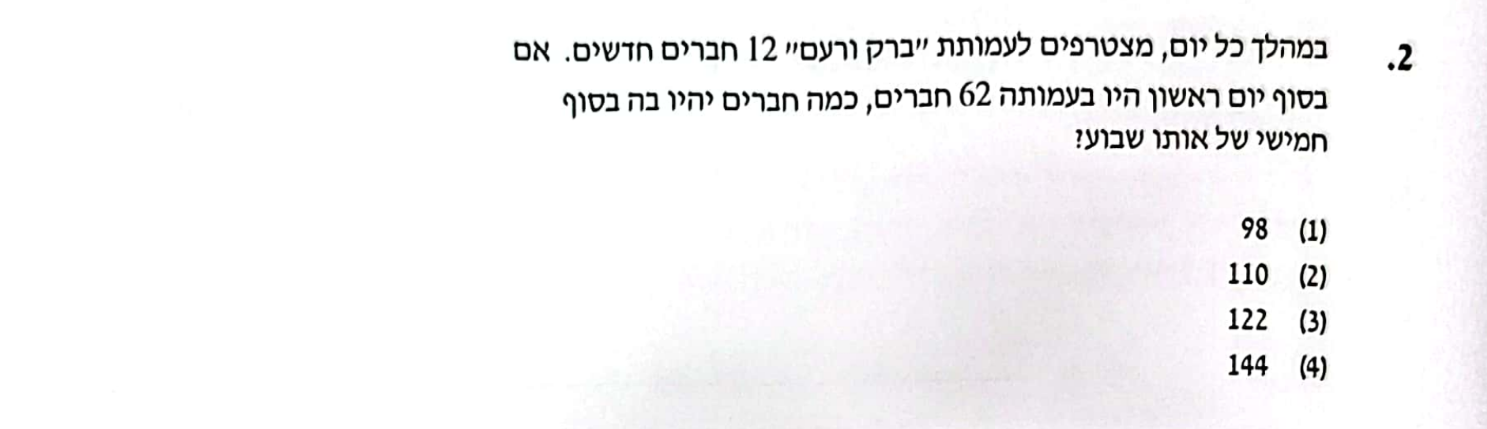 2. במהלך כל יום, מצטרפים לעמותת "ברק ורעם" 12 חברים חדשים. אם
בסוף יום ראשון היו בעמותה 62 חברים, כמה חברים יהיו בה בסוף
חמישי של אותו שבוע?
(1) 98
(2) 110
(3) 122
(4) 144